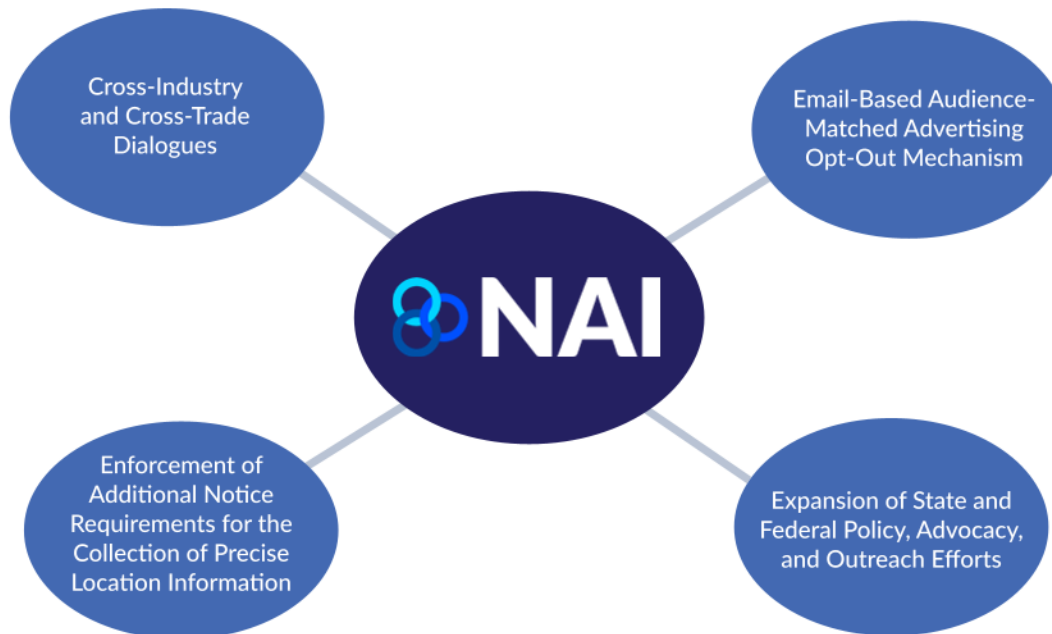 Cross-Industry
and Cross-Trade
Dialogues
Email-Based Audience-
Matched Advertising
Opt-Out Mechanism
NAI
Enforcement of
Additional Notice
Requirements for the
Collection of Precise
Location Information
Expansion of State and
Federal Policy, Advocacy,
and Outreach Efforts